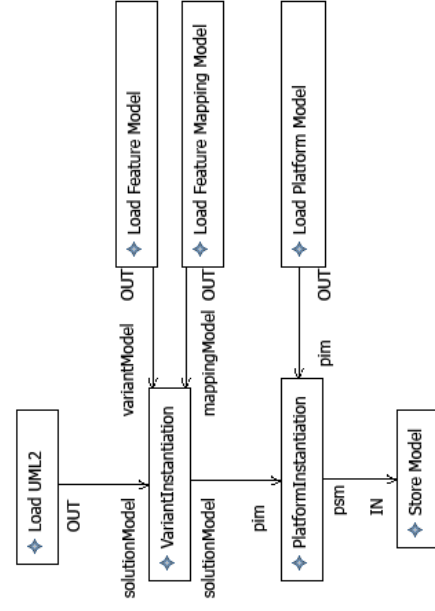 Load UML2
OUT
solutionModel
VariantInstantiation
solutionModel
variantModel
OUT
Load Feature Model
mappingModel
OUT
Load Feature Mapping Model
pim
PlatformInstantiation
pim
OUT
Load Platform Model
psm
IN
Store Model